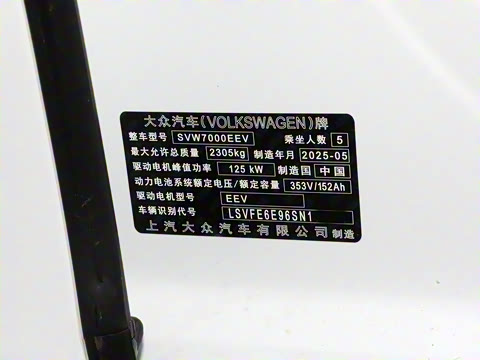 大众汽车(VOLKSWAGEN)牌
整车型号 SVW7000EEV 乘坐人数 5
最大允许总质量 2305kg 制造年月 2025-05
驱动电机峰值功率 125 kW 制造国 中国
动力电池系统额定电压/额定容量 353V/152Ah
驱动电机型号 EEV
车辆识别代号 LSVFE6E96SN1
上汽大众汽车有限公司 制造